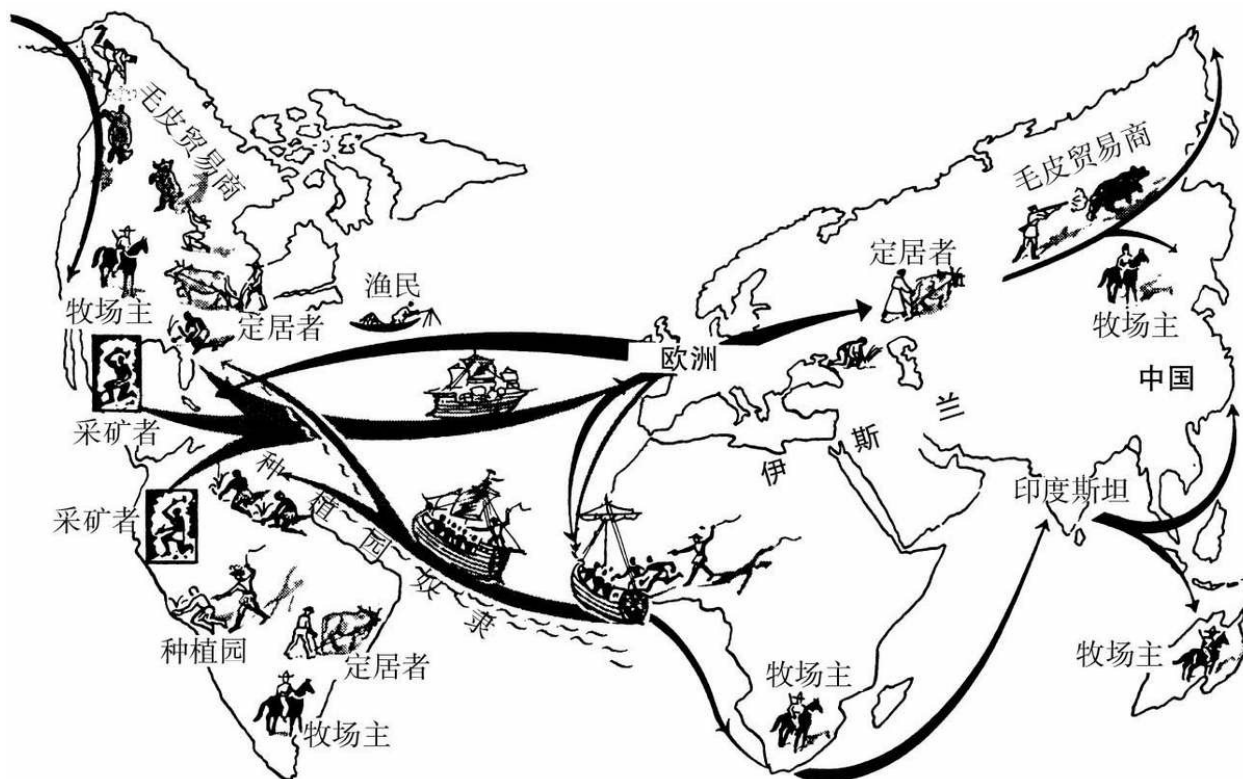 毛皮贸易商
毛皮贸易商
定居者
渔民
牧场主
定居者
牧场主
欧洲
中国
采矿者
伊斯兰
种植园奴隶
印度斯坦
采矿者
种植园
定居者
牧场主
牧场主
牧场主